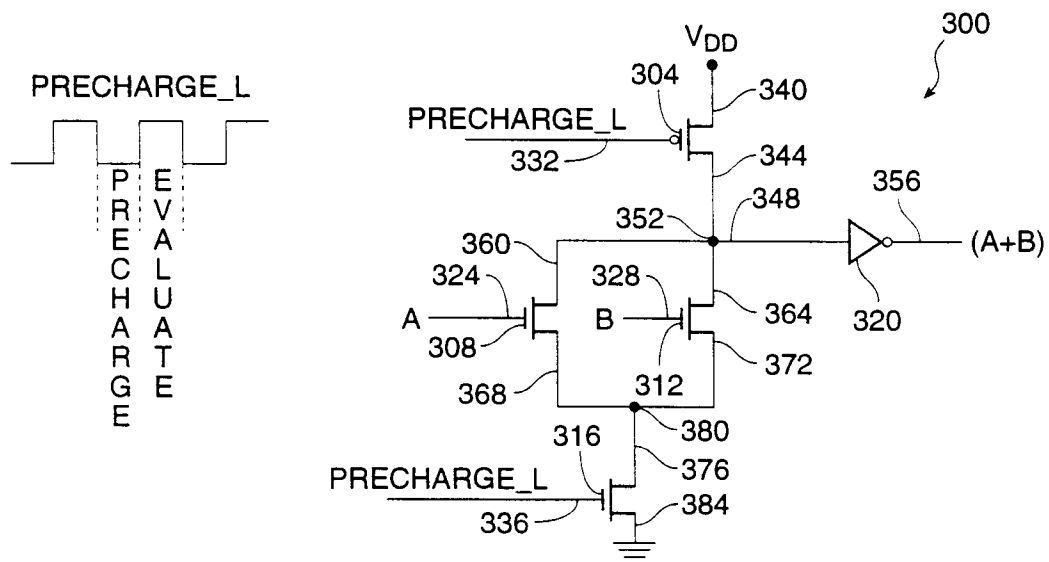 300
V_DD
PRECHARGE_L
304
340
PRECHARGE_L
332
344
352
348
356
360
(A+B)
324
328
364
320
A
B
308
312
372
368
380
316
376
PRECHARGE_L
336
384
PRECHARGE
EVALUATE